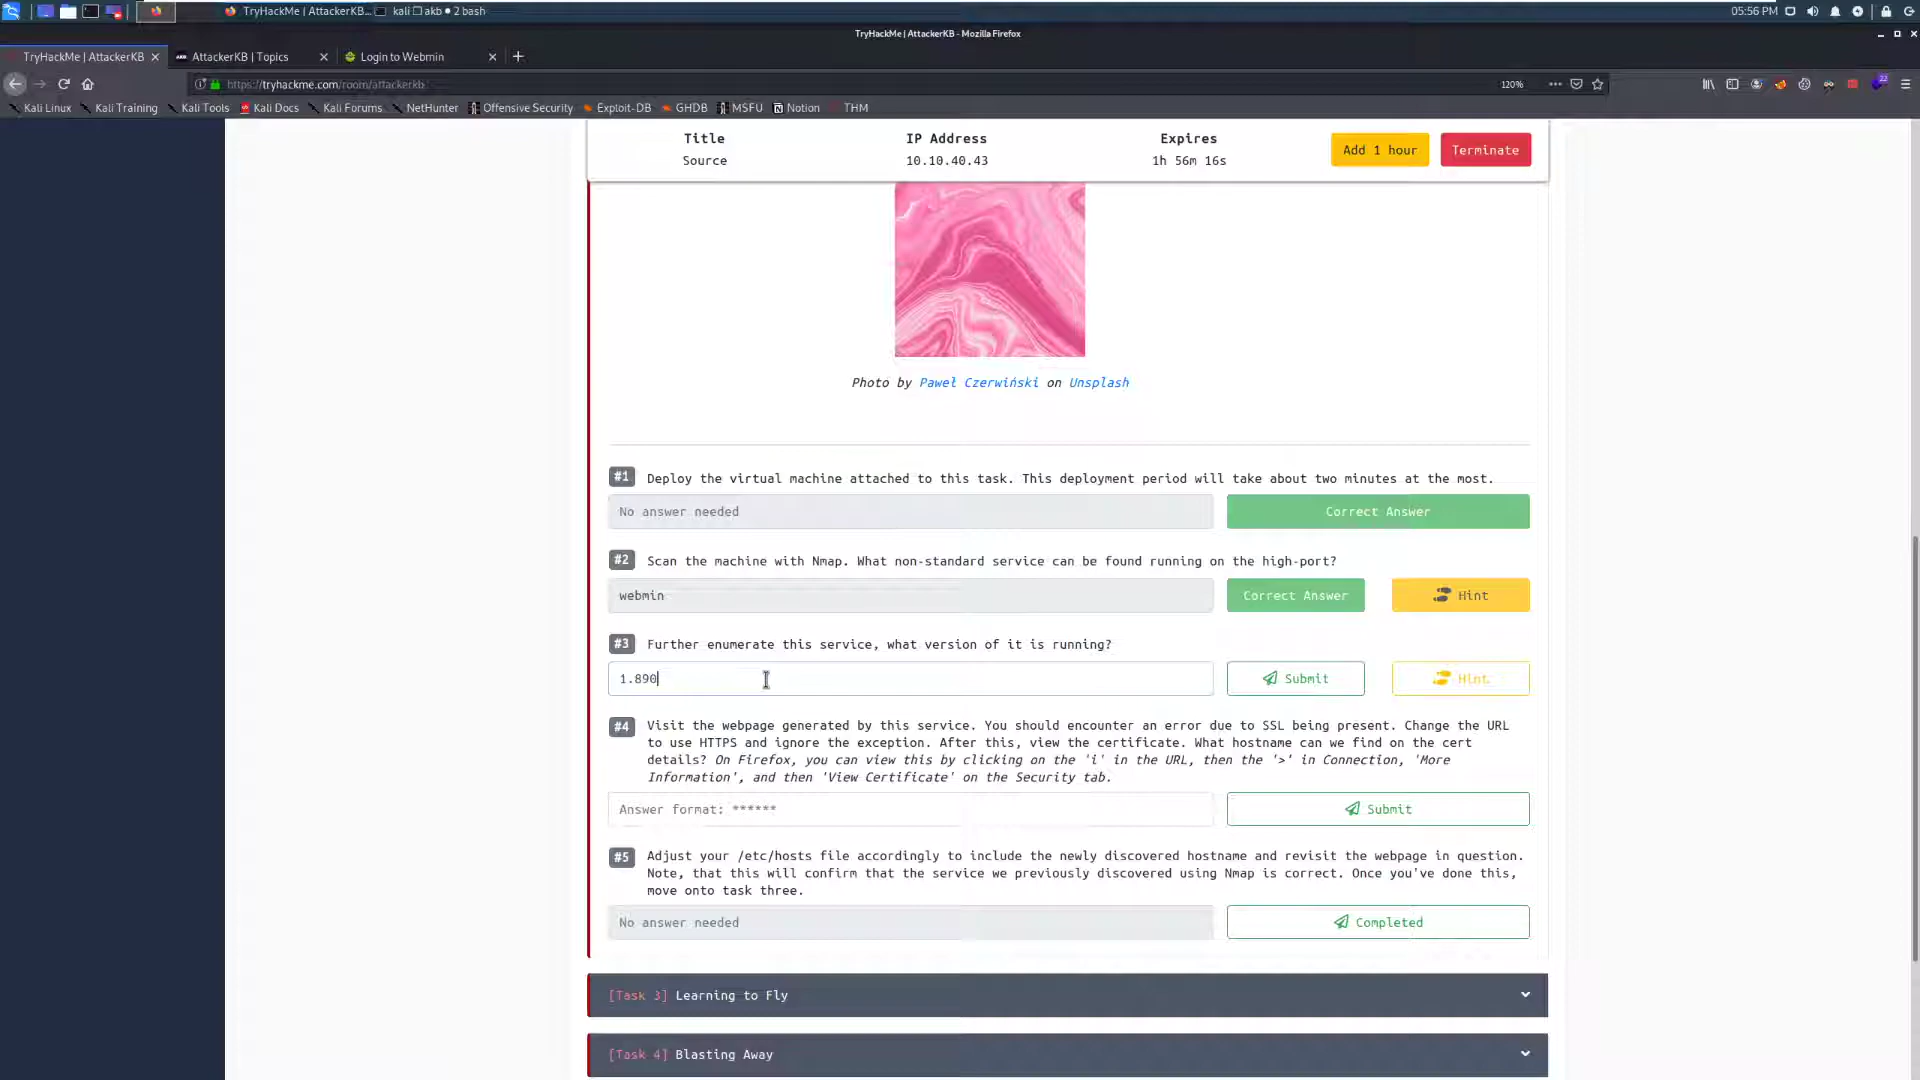 TryHackMe | AttackerKB...
kali akb • 2 bash
05:56 PM
TryHackMe | AttackerKB - Mozilla Firefox
TryHackMe | AttackerKB
AttackerKB | Topics
Login to Webmin
https://tryhackme.com/room/attackerkb
120%
22
Kali Linux
Kali Training
Kali Tools
Kali Docs
Kali Forums
NetHunter
Offensive Security
Exploit-DB
GHDB
MSFU
Notion
THM
Title
IP Address
Expires
Source
10.10.40.43
1h 56m 16s
Add 1 hour
Terminate
Photo by Paweł Czerwiński on Unsplash
#1 Deploy the virtual machine attached to this task. This deployment period will take about two minutes at the most.
No answer needed
Correct Answer
#2 Scan the machine with Nmap. What non-standard service can be found running on the high-port?
webmin
Correct Answer
Hint
#3 Further enumerate this service, what version of it is running?
1.890
Submit
Hint
#4 Visit the webpage generated by this service. You should encounter an error due to SSL being present. Change the URL
to use HTTPS and ignore the exception. After this, view the certificate. What hostname can we find on the cert
details? On Firefox, you can view this by clicking on the 'i' in the URL, then the '>' in Connection, 'More
Information', and then 'View Certificate' on the Security tab.
Answer format: ******
Submit
#5 Adjust your /etc/hosts file accordingly to include the newly discovered hostname and revisit the webpage in question.
Note, that this will confirm that the service we previously discovered using Nmap is correct. Once you've done this,
move onto task three.
No answer needed
Completed
[Task 3] Learning to Fly
[Task 4] Blasting Away